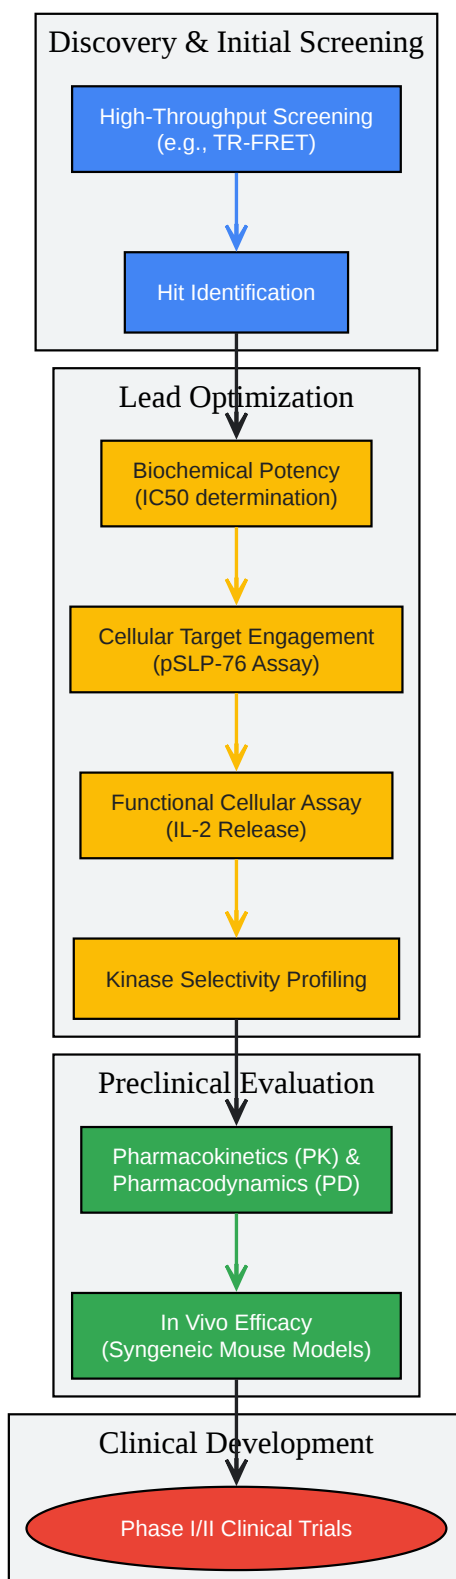 Discovery & Initial Screening
High-Throughput Screening
(e.g., TR-FRET)
Hit Identification
Lead Optimization
Biochemical Potency
(IC50 determination)
Cellular Target Engagement
(pSLP-76 Assay)
Functional Cellular Assay
(IL-2 Release)
Kinase Selectivity Profiling
Preclinical Evaluation
Pharmacokinetics (PK) &
Pharmacodynamics (PD)
In Vivo Efficacy
(Syngeneic Mouse Models)
Clinical Development
Phase I/II Clinical Trials